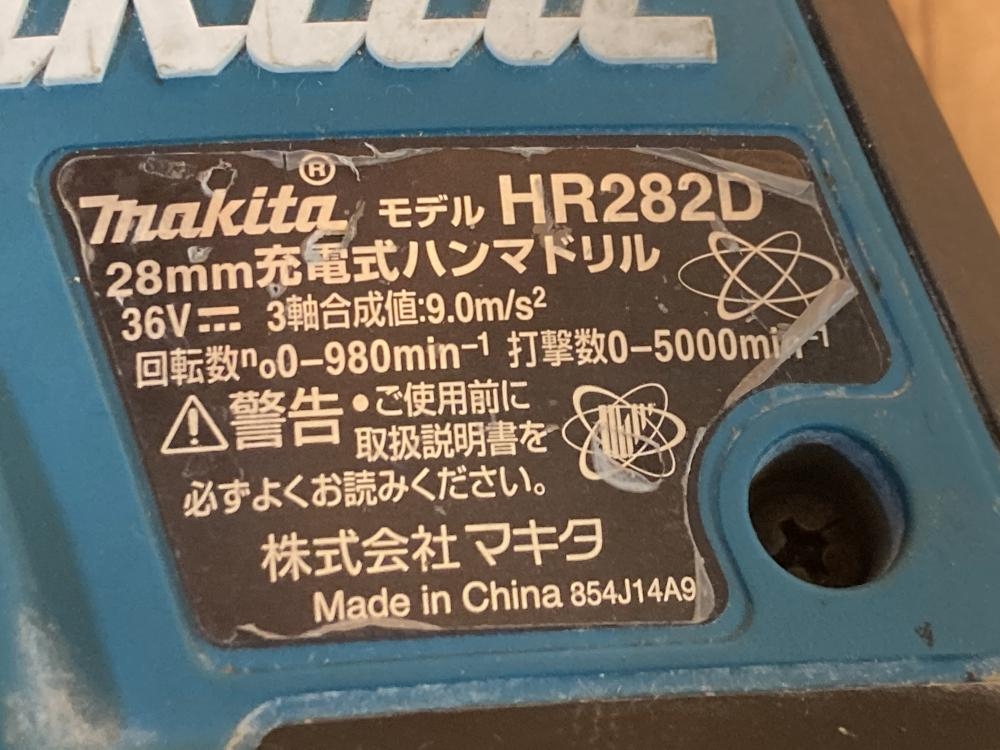 makita® モデル HR282D
28mm充電式ハンマドリル
36V⎓ 3軸合成値:9.0m/s²
回転数n₀0-980min⁻¹ 打撃数0-5000min⁻¹
⚠警告 •ご使用前に
取扱説明書を
必ずよくお読みください。
株式会社マキタ
Made in China 854J14A9